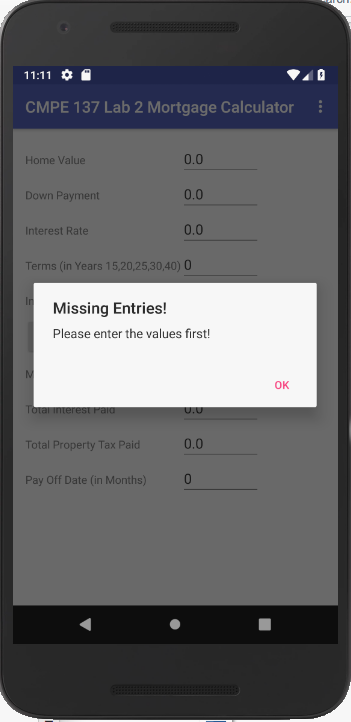 11:11
CMPE 137 Lab 2 Mortgage Calculator
Home Value 0.0
Down Payment 0.0
Interest Rate 0.0
Terms (in Years 15,20,25,30,40) 0
In
Missing Entries!
Please enter the values first!
OK
M
Total Interest Paid 0.0
Total Property Tax Paid 0.0
Pay Off Date (in Months) 0